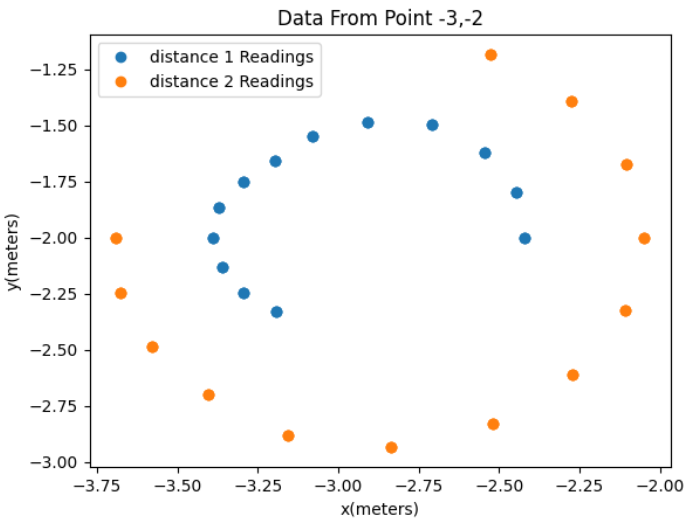 Data From Point -3,-2
distance 1 Readings
distance 2 Readings
−1.25
−1.50
−1.75
−2.00
−2.25
−2.50
−2.75
−3.00
y(meters)
−3.75 −3.50 −3.25 −3.00 −2.75 −2.50 −2.25 −2.00
x(meters)